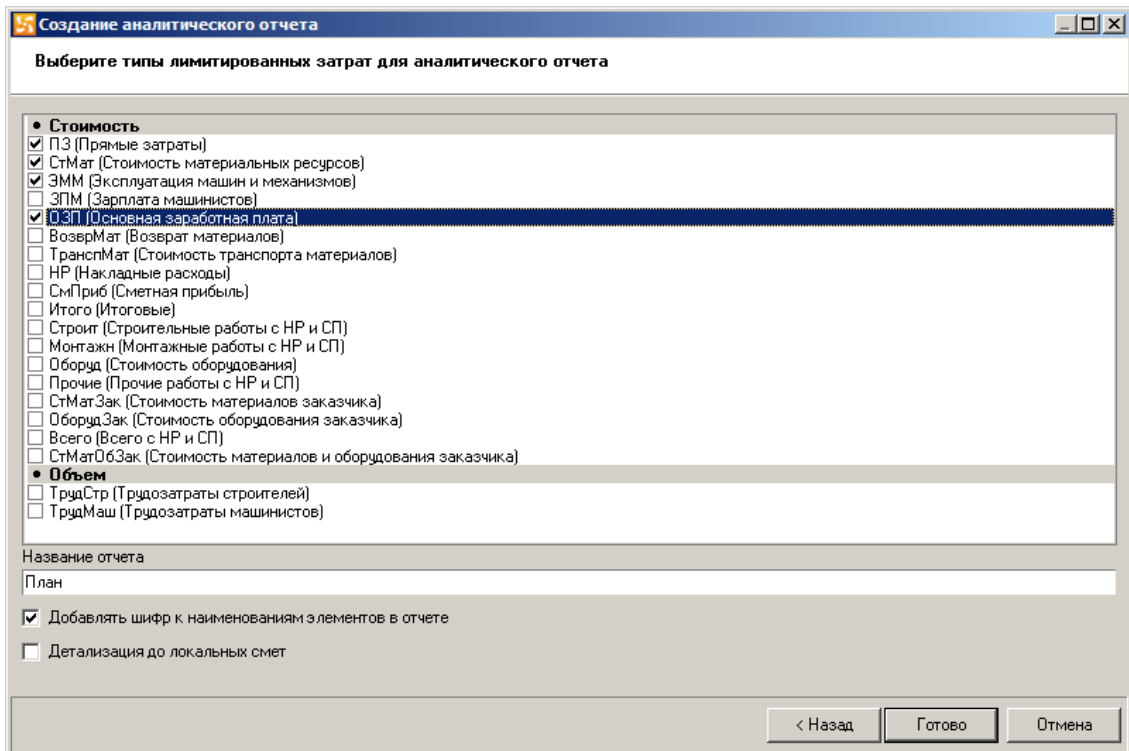 Создание аналитического отчета
Выберите типы лимитированных затрат для аналитического отчета
• Стоимость
ПЗ (Прямые затраты)
СтМат (Стоимость материальных ресурсов)
ЭММ (Эксплуатация машин и механизмов)
ЗПМ (Зарплата машинистов)
ОЗП (Основная заработная плата)
ВозврМат (Возврат материалов)
ТранспМат (Стоимость транспорта материалов)
НР (Накладные расходы)
СмПриб (Сметная прибыль)
Итого (Итоговые)
Строит (Строительные работы с НР и СП)
Монтажн (Монтажные работы с НР и СП)
Оборуд (Стоимость оборудования)
Прочие (Прочие работы с НР и СП)
СтМатЗак (Стоимость материалов заказчика)
ОборудЗак (Стоимость оборудования заказчика)
Всего (Всего с НР и СП)
СтМатОбЗак (Стоимость материалов и оборудования заказчика)
• Объем
ТрудСтр (Трудозатраты строителей)
ТрудМаш (Трудозатраты машинистов)
Название отчета
План
Добавлять шифр к наименованиям элементов в отчете
Детализация до локальных смет
< Назад Готово Отмена